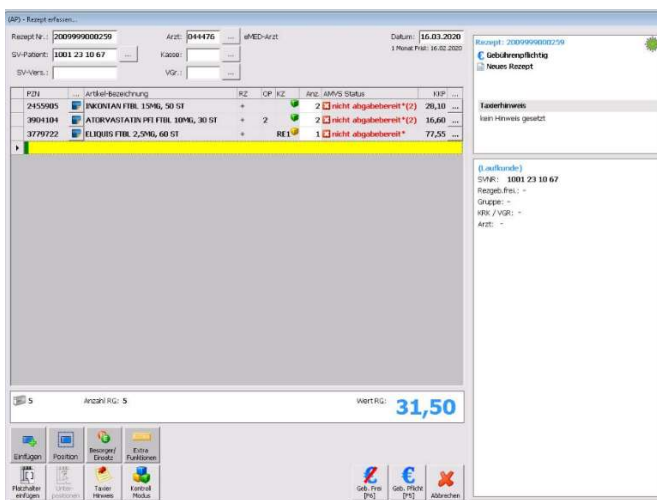 (AP) - Rezept erfassen...
Rezept Nr.: 2009999000259 Arzt: 044476 ... eMED-Arzt Datum: 16.03.2020
1 Monat Frist: 16.02.2020
SV-Patient: 1001 23 10 67 ... Kasse: ...
SV-Vers.: VGr.: ...
PZN ... Artikel-Bezeichnung RZ OP KZ Anz. AMVS Status KKP ...
2455905 INKONTAN FTBL 15MG, 50 ST + 2 nicht abgabebereit*(2) 28,10 ...
3904104 ATORVASTATIN PFI FTBL 10MG, 30 ST + 2 2 nicht abgabebereit*(2) 16,60 ...
3779722 ELIQUIS FTBL 2,5MG, 60 ST + RE1 1 nicht abgabebereit* 77,55 ...
5 Anzahl RG: 5 Wert RG: 31,50
Einfügen Position Besorger/Einsatz Extra Funktionen
Platzhalter einfügen Unterpositionen Taxier Hinweis Kontroll Modus Geb. Frei [F6] Geb. Pflicht [F5] Abbrechen
Rezept: 2009999000259
Gebührenpflichtig
Neues Rezept
Taxierhinweis
kein Hinweis gesetzt
(Laufkunde)
SVNR: 1001 23 10 67
Rezgeb.frei.: -
Gruppe: -
KRK / VGR: -
Arzt: -